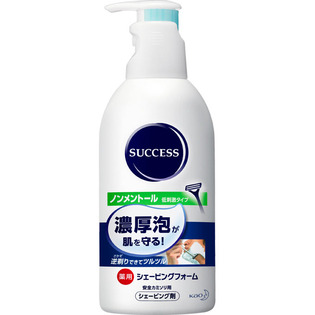 SUCCESS
ノンメントール 低刺激タイプ
濃厚泡が
肌を守る!
さかぞ
逆剃りできてツルツル
薬用 シェービングフォーム
安全カミソリ用
シェービング剤
Kao